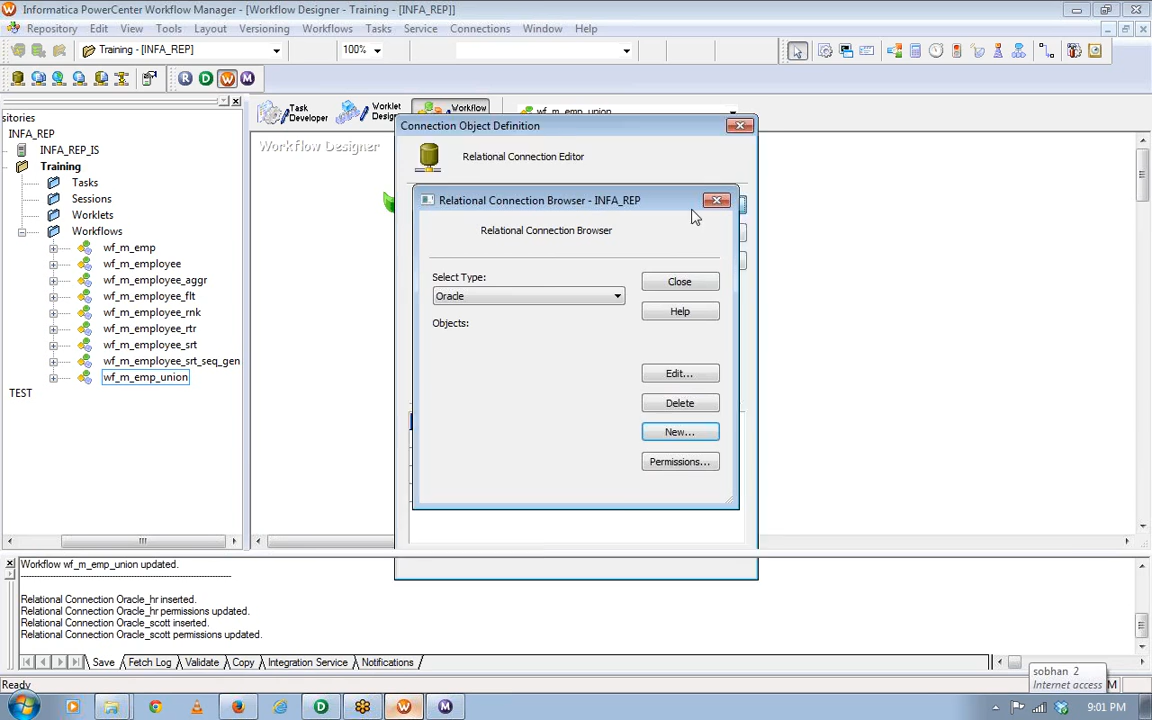 Informatica PowerCenter Workflow Manager - [Workflow Designer - Training - [INFA_REP]]
Repository Edit View Tools Layout Versioning Workflows Tasks Service Connections Window Help
Training - [INFA_REP]
100%
R D W M
sitories
INFA_REP
INFA_REP_IS
Training
Tasks
Sessions
Worklets
Workflows
wf_m_emp
wf_m_employee
wf_m_employee_aggr
wf_m_employee_flt
wf_m_employee_rnk
wf_m_employee_rtr
wf_m_employee_srt
wf_m_employee_srt_seq_gen
wf_m_emp_union
TEST
Task
Developer
Worklet
Workflow
wf_m_emp_union
Workflow Designer
Connection Object Definition
Relational Connection Editor
Relational Connection Browser - INFA_REP
Relational Connection Browser
Select Type:
Oracle
Objects:
Close
Help
Edit...
Delete
New...
Permissions...
Workflow wf_m_emp_union updated.
Relational Connection Oracle_hr inserted.
Relational Connection Oracle_hr permissions updated.
Relational Connection Oracle_scott inserted.
Relational Connection Oracle_scott permissions updated.
Save Fetch Log Validate Copy Integration Service Notifications
Ready
sobhan 2
Internet access
D W M
9:01 PM